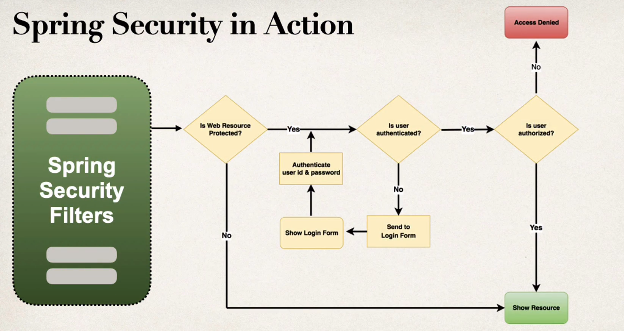 Spring Security in Action
Access Denied
No
Spring
Security
Filters
Is Web Resource
Protected?
Yes
Is user
authenticated?
Yes
Is user
authorized?
Authenticate
user id & password
No
Show Login Form
Send to
Login Form
No
Yes
Show Resource